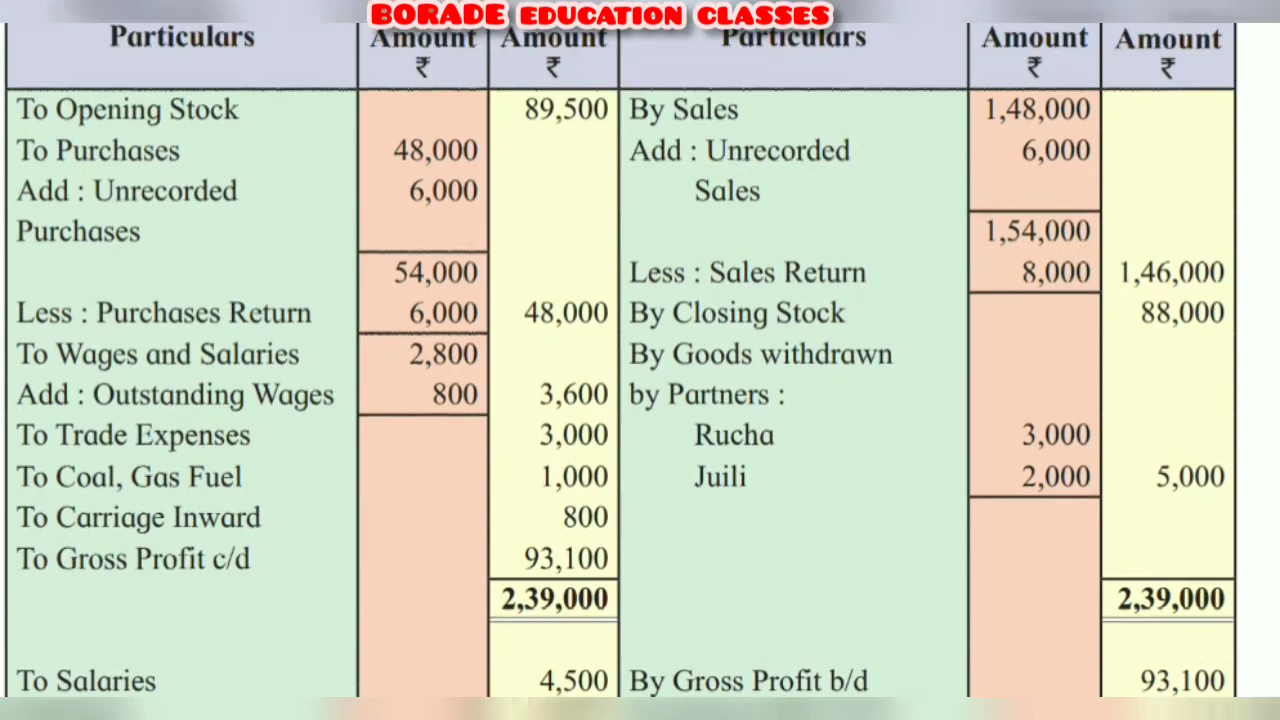 BORADE EDUCATION CLASSES
Particulars Amount Amount Particulars Amount Amount
₹ ₹ ₹ ₹
To Opening Stock 89,500 By Sales 1,48,000
To Purchases 48,000 Add : Unrecorded 6,000
Add : Unrecorded 6,000 Sales
Purchases 1,54,000
54,000 Less : Sales Return 8,000 1,46,000
Less : Purchases Return 6,000 48,000 By Closing Stock 88,000
To Wages and Salaries 2,800 By Goods withdrawn
Add : Outstanding Wages 800 3,600 by Partners :
To Trade Expenses 3,000 Rucha 3,000
To Coal, Gas Fuel 1,000 Juili 2,000 5,000
To Carriage Inward 800
To Gross Profit c/d 93,100
2,39,000 2,39,000
To Salaries 4,500 By Gross Profit b/d 93,100